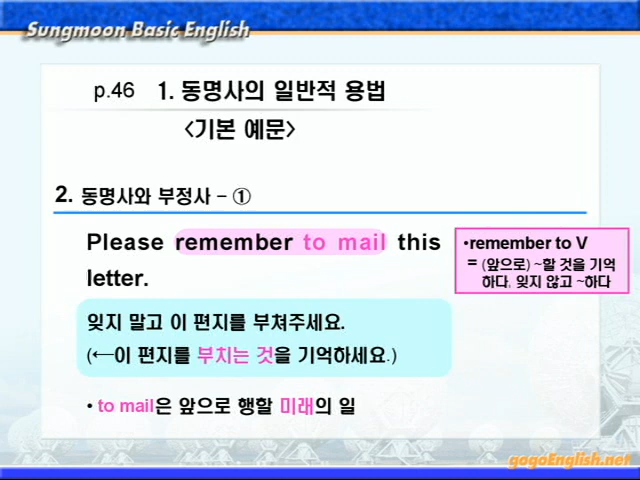 Sungmoon Basic English
p.46 1. 동명사의 일반적 용법
<기본 예문>
2. 동명사와 부정사 - ①
Please remember to mail this
letter.
•remember to V
= (앞으로) ~할 것을 기억
하다, 잊지 않고 ~하다
잊지 말고 이 편지를 부쳐주세요.
(←이 편지를 부치는 것을 기억하세요.)
• to mail은 앞으로 행할 미래의 일
gogoEnglish.net